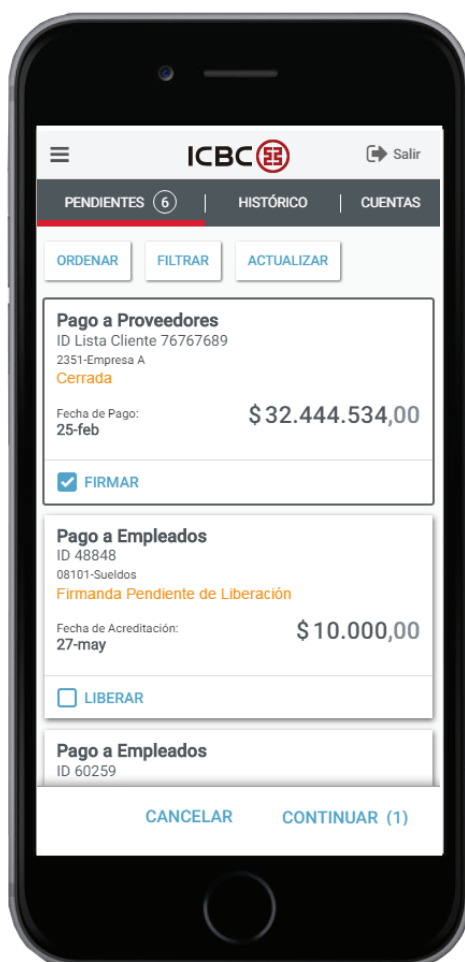 ICBC
Salir
PENDIENTES 6 | HISTÓRICO | CUENTAS
ORDENAR FILTRAR ACTUALIZAR
Pago a Proveedores
ID Lista Cliente 76767689
2351-Empresa A
Cerrada
Fecha de Pago:
$32.444.534,00
25-feb
FIRMAR
Pago a Empleados
ID 48848
08101-Sueldos
Firmanda Pendiente de Liberación
Fecha de Acreditación:
$10.000,00
27-may
LIBERAR
Pago a Empleados
ID 60259
CANCELAR CONTINUAR (1)